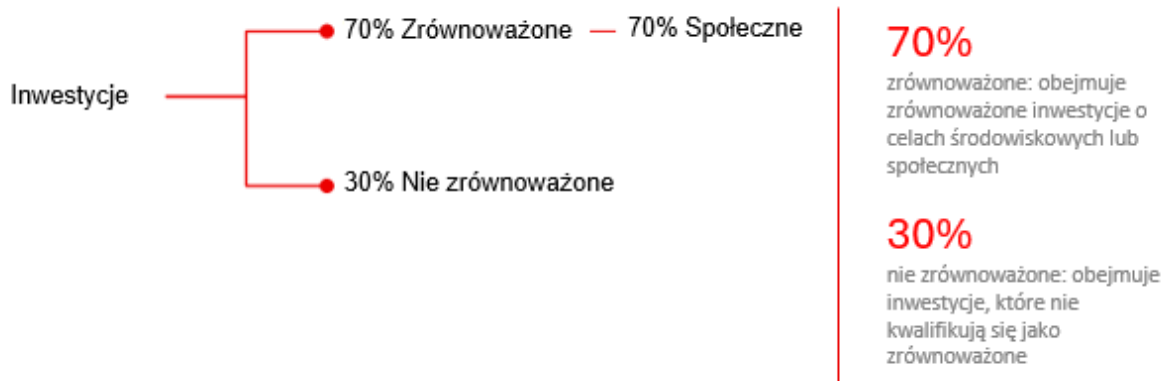 70% Zrównoważone — 70% Społeczne
Inwestycje
30% Nie zrównoważone
70%
zrównoważone: obejmuje
zrównoważone inwestycje o
celach środowiskowych lub
społecznych
30%
nie zrównoważone: obejmuje
inwestycje, które nie
kwalifikują się jako
zrównoważone